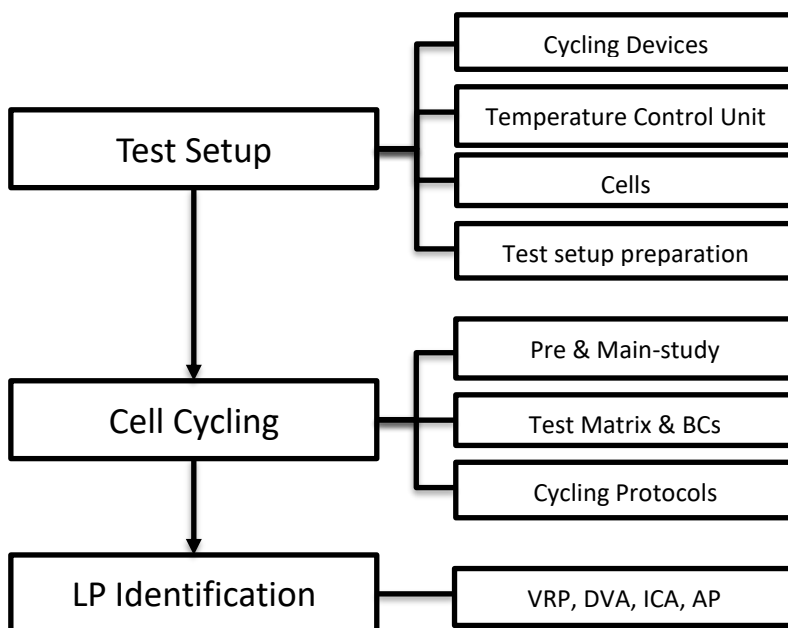 Test Setup
Cycling Devices
Temperature Control Unit
Cells
Test setup preparation
Cell Cycling
Pre & Main-study
Test Matrix & BCs
Cycling Protocols
LP Identification
VRP, DVA, ICA, AP